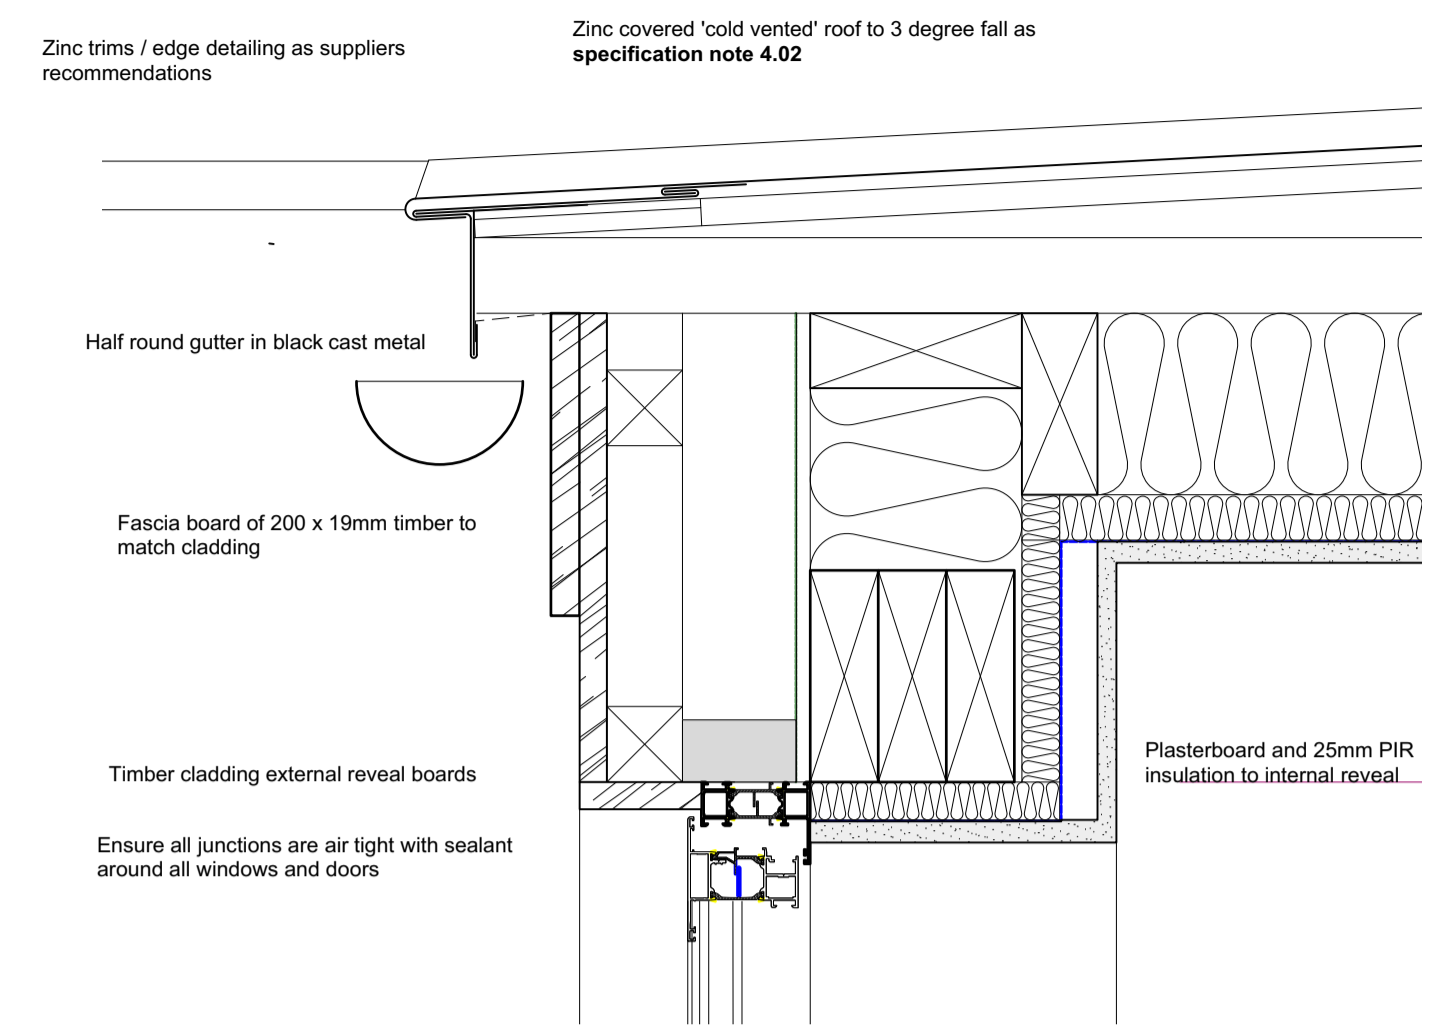 Zinc trims / edge detailing as suppliers
recommendations
Zinc covered 'cold vented' roof to 3 degree fall as
specification note 4.02
Half round gutter in black cast metal
Fascia board of 200 x 19mm timber to
match cladding
Timber cladding external reveal boards
Plasterboard and 25mm PIR
insulation to internal reveal
Ensure all junctions are air tight with sealant
around all windows and doors